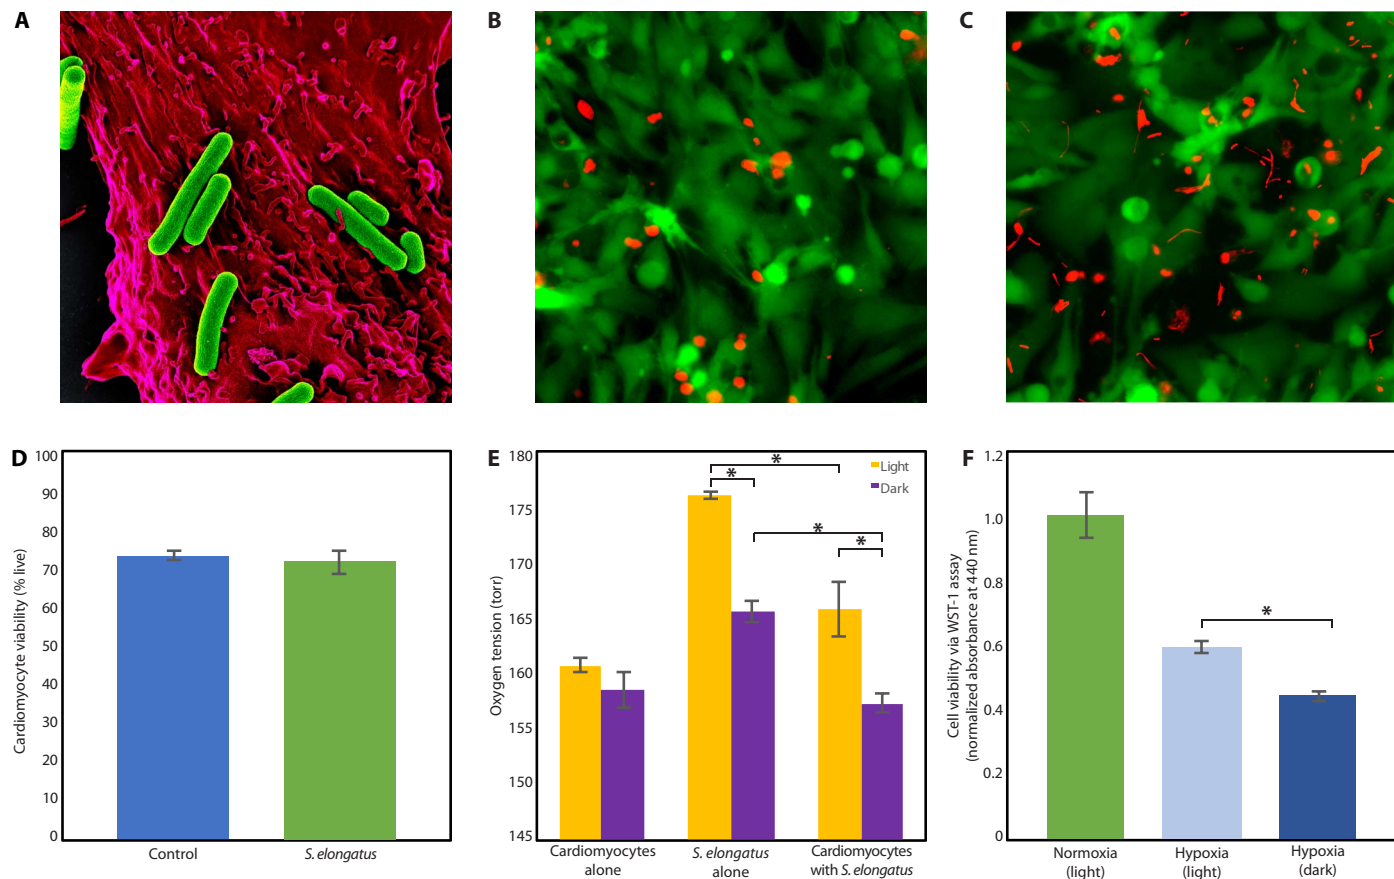 A
B
C
D
100
90
80
70
60
50
40
30
20
10
0
Cardiomyocyte viability (% live)
Control
S. elongatus
E
180
175
170
165
160
155
150
145
Oxygen tension (torr)
Light
Dark
*
*
*
*
Cardiomyocytes
alone
S. elongatus
alone
Cardiomyocytes
with S. elongatus
F
1.2
1.0
0.8
0.6
0.4
0.2
0
Cell viability via WST-1 assay
(normalized absorbance at 440 nm)
*
Normoxia
(light)
Hypoxia
(light)
Hypoxia
(dark)